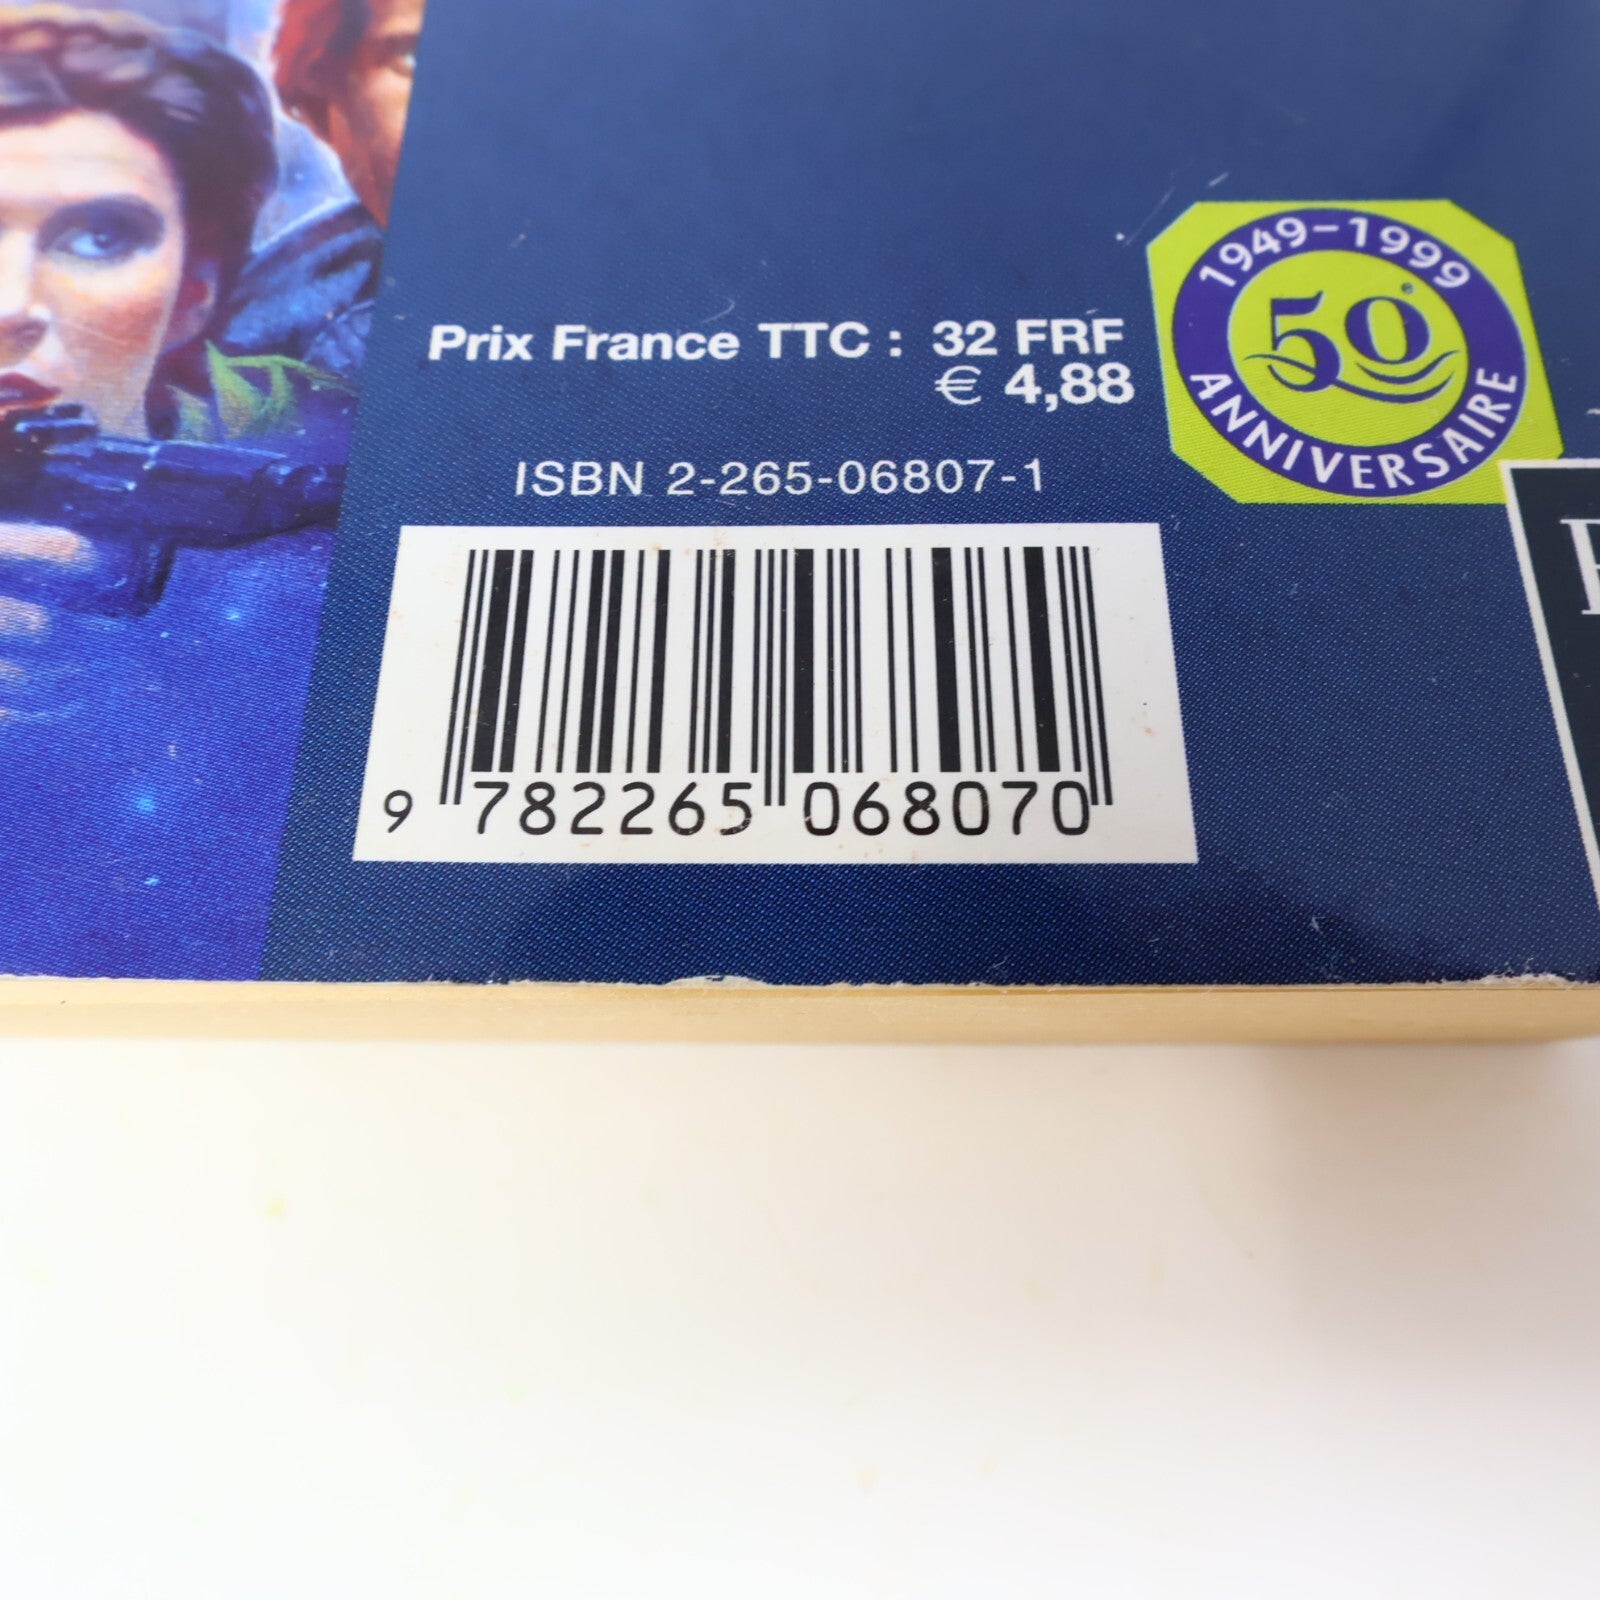 Prix France TTC : 32 FRF
€ 4,88
1949-1999
50
ANNIVERSAIRE
ISBN 2-265-06807-1
9 782265 068070